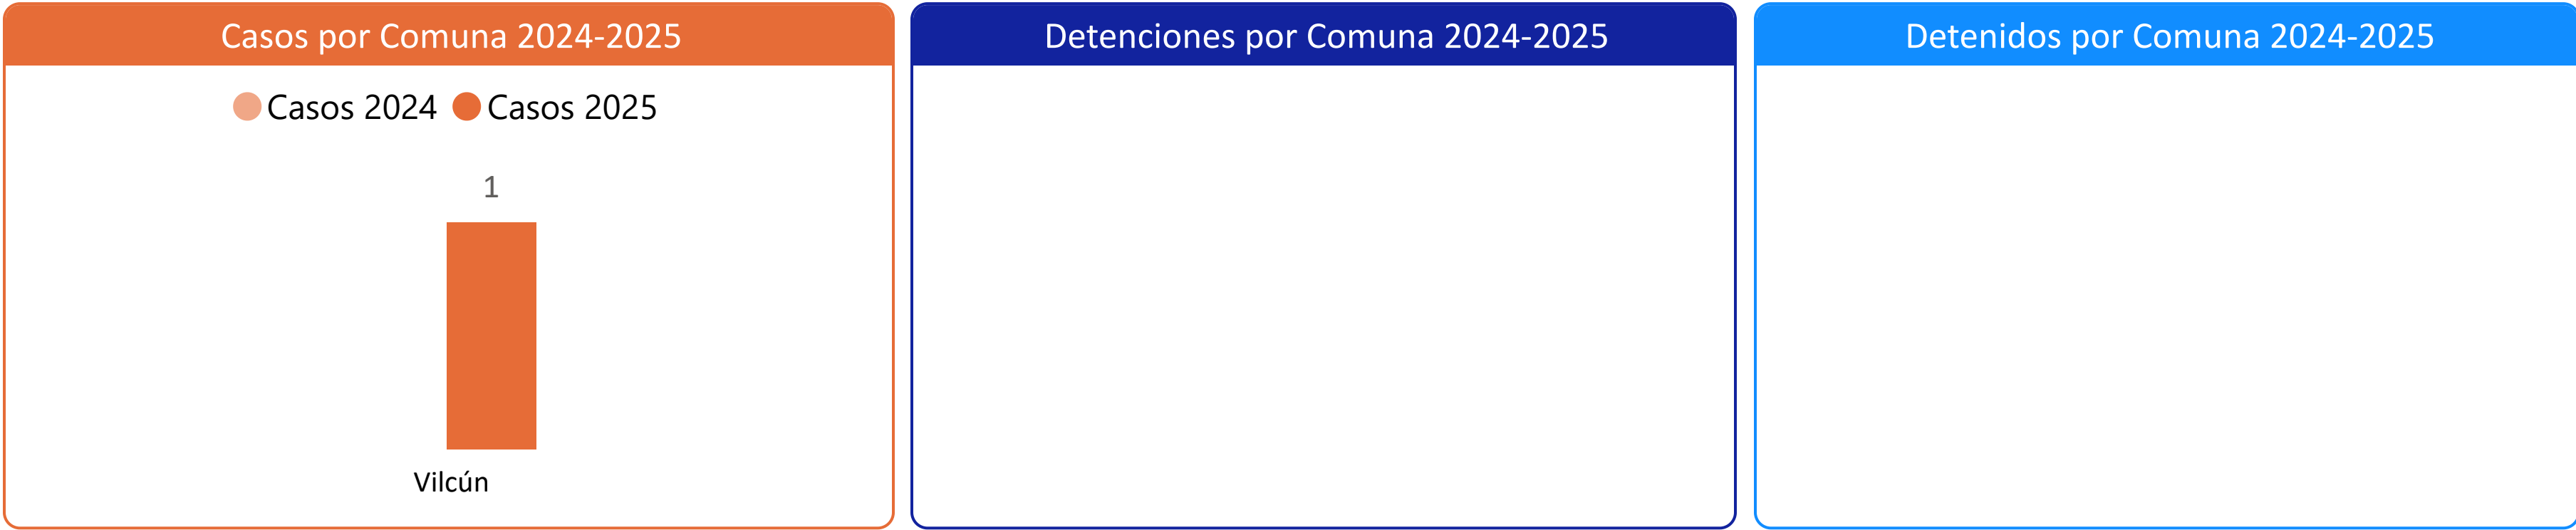 Casos por Comuna 2024-2025
Casos 2024 Casos 2025
1
Vilcún
Detenciones por Comuna 2024-2025
Detenidos por Comuna 2024-2025